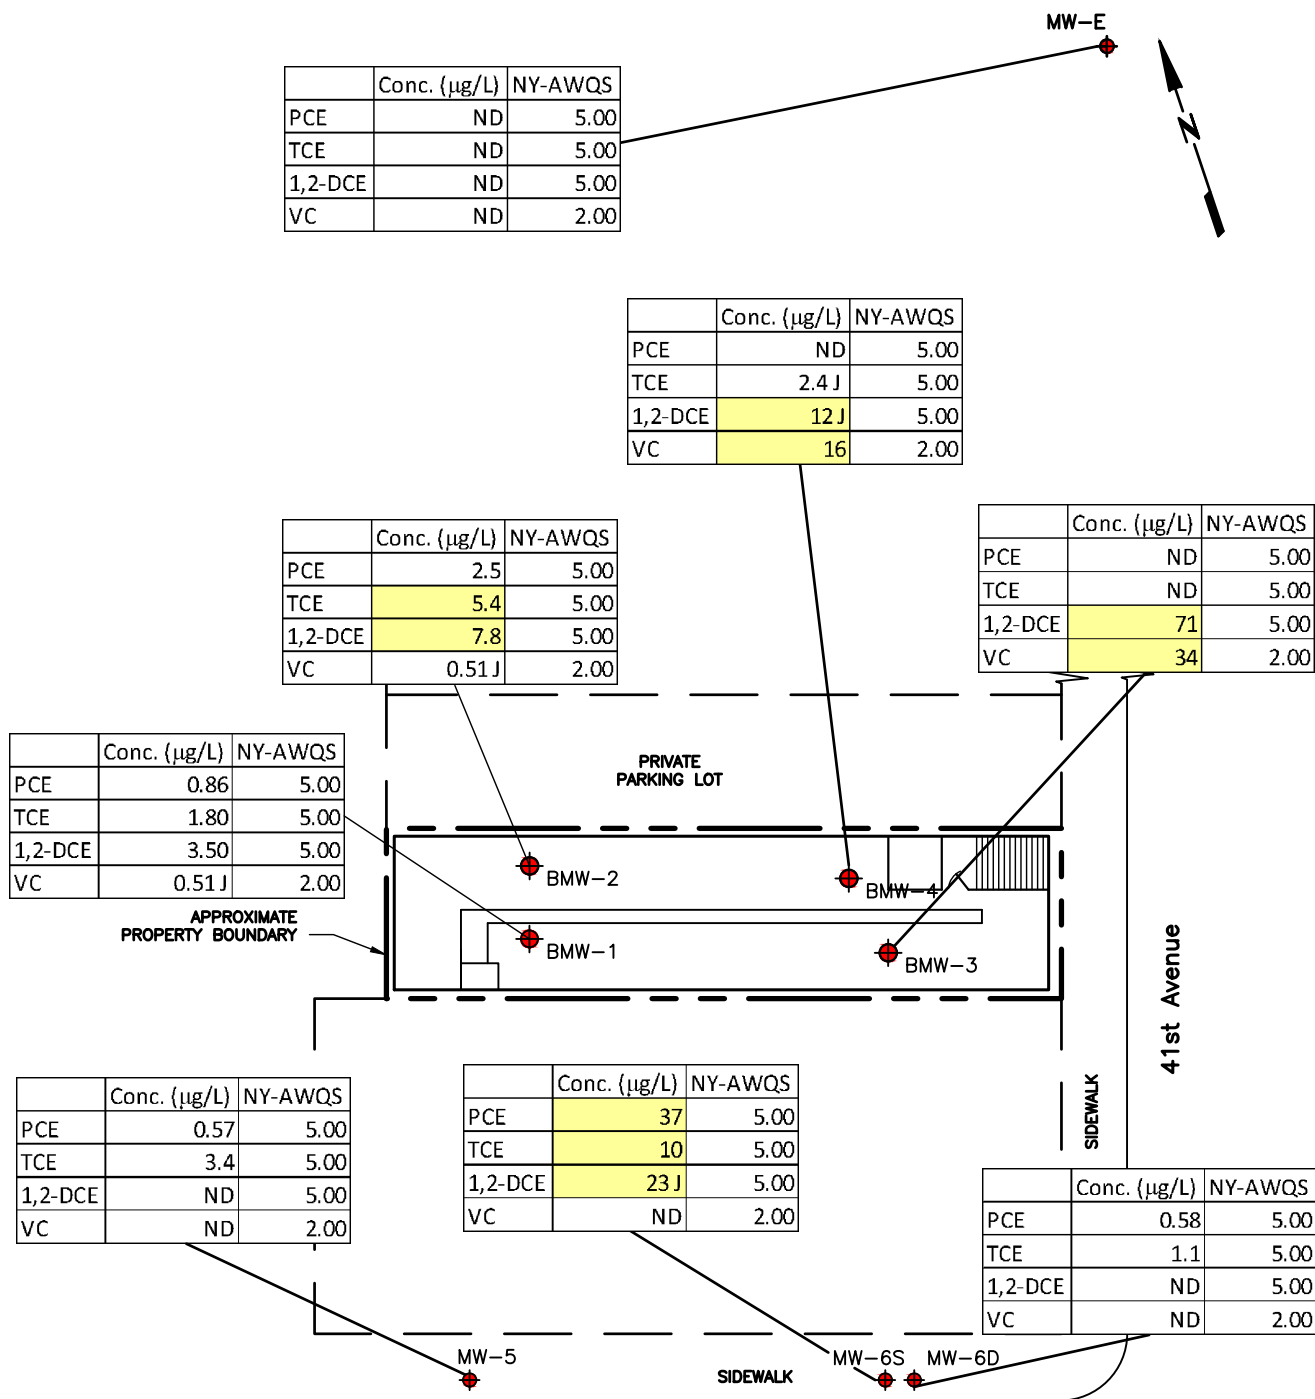 MW-E
N
Conc. (μg/L) NY-AWQS
PCE ND 5.00
TCE ND 5.00
1,2-DCE ND 5.00
VC ND 2.00
Conc. (μg/L) NY-AWQS
PCE ND 5.00
TCE 2.4 J 5.00
1,2-DCE 12 J 5.00
VC 16 2.00
Conc. (μg/L) NY-AWQS
PCE ND 5.00
TCE ND 5.00
1,2-DCE 71 5.00
VC 34 2.00
Conc. (μg/L) NY-AWQS
PCE 2.5 5.00
TCE 5.4 5.00
1,2-DCE 7.8 5.00
VC 0.51 J 2.00
Conc. (μg/L) NY-AWQS
PCE 0.86 5.00
TCE 1.80 5.00
1,2-DCE 3.50 5.00
VC 0.51 J 2.00
PRIVATE
PARKING LOT
BMW-2
BMW-4
BMW-1
BMW-3
APPROXIMATE
PROPERTY BOUNDARY
41st Avenue
SIDEWALK
Conc. (μg/L) NY-AWQS
PCE 0.57 5.00
TCE 3.4 5.00
1,2-DCE ND 5.00
VC ND 2.00
Conc. (μg/L) NY-AWQS
PCE 37 5.00
TCE 10 5.00
1,2-DCE 23 J 5.00
VC ND 2.00
Conc. (μg/L) NY-AWQS
PCE 0.58 5.00
TCE 1.1 5.00
1,2-DCE ND 5.00
VC ND 2.00
MW-5
SIDEWALK
MW-6S
MW-6D